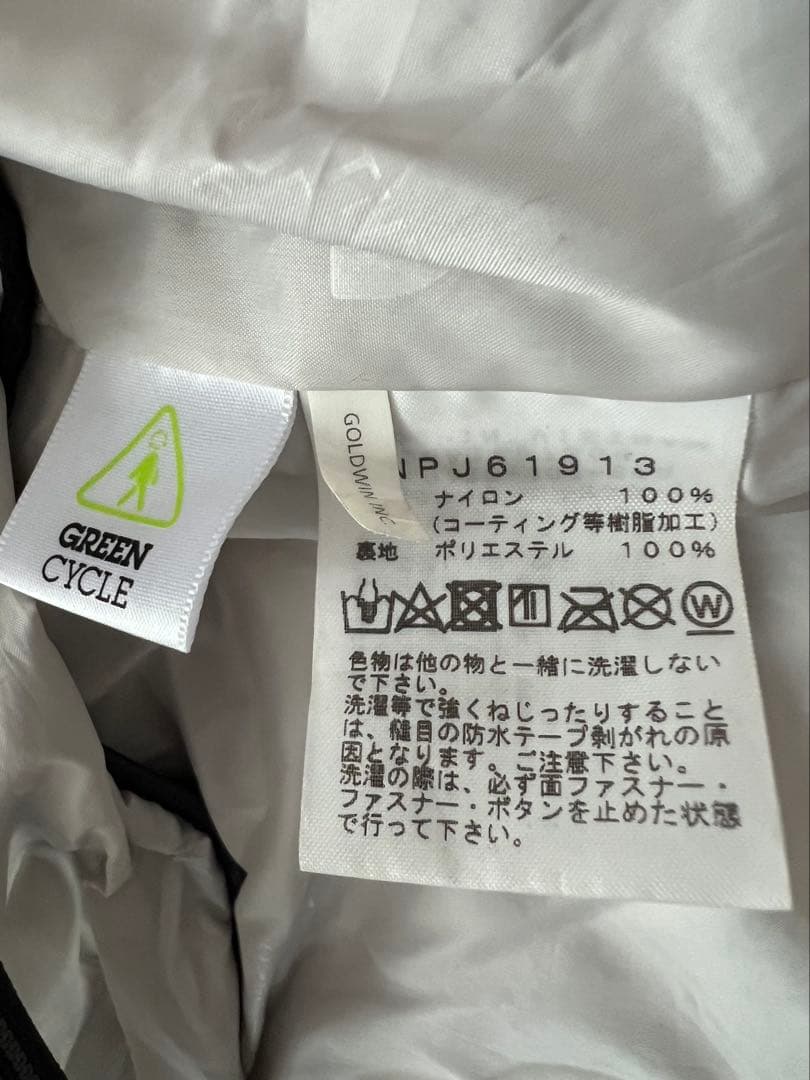 GREEN
CYCLE
GOLDWIN INC.
NPJ61913
ナイロン 100%
(コーティング等樹脂加工)
裏地 ポリエステル 100%
W
色物は他の物と一緒に洗濯しない
で下さい。
洗濯等で強くねじったりすること
は、縫目の防水テープ剥がれの原
因となります。ご注意下さい。
洗濯の際は、必ず面ファスナー・
ファスナー・ボタンを止めた状態
で行って下さい。